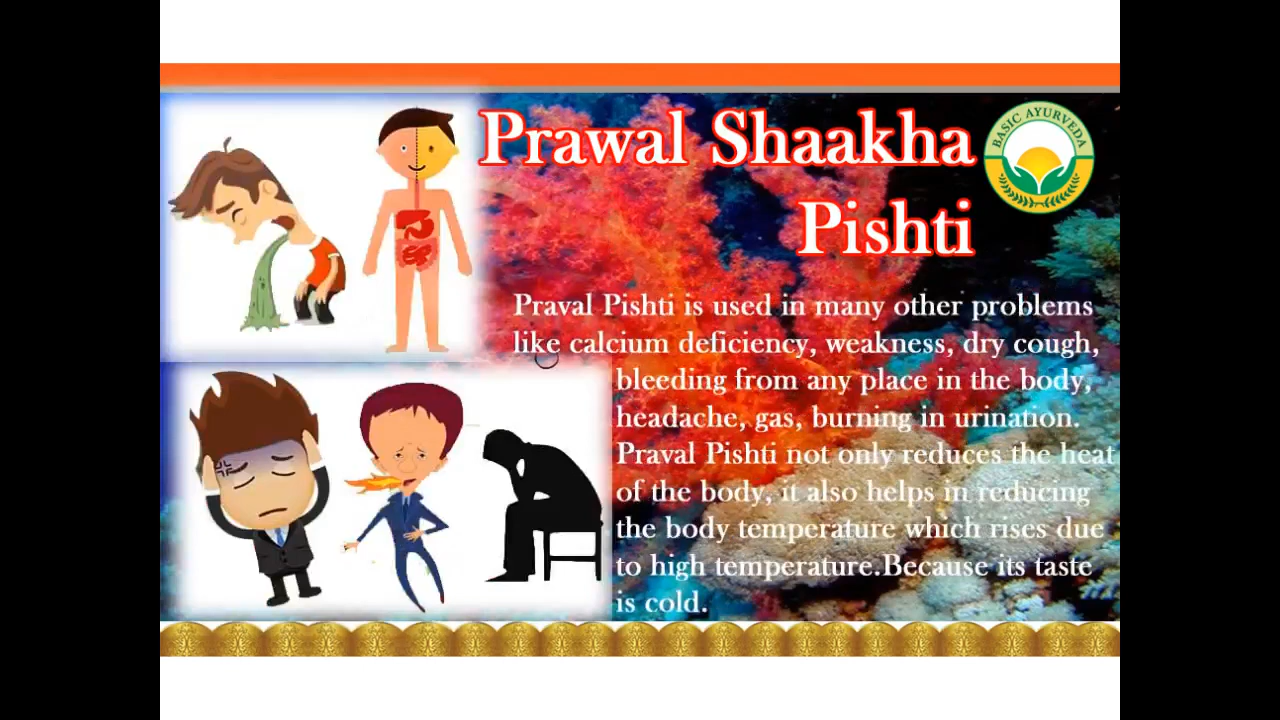 Prawal Shaakha
Pishti
BASIC AYURVEDA
Praval Pishti is used in many other problems
like calcium deficiency, weakness, dry cough,
bleeding from any place in the body,
headache, gas, burning in urination.
Praval Pishti not only reduces the heat
of the body, it also helps in reducing
the body temperature which rises due
to high temperature.Because its taste
is cold.